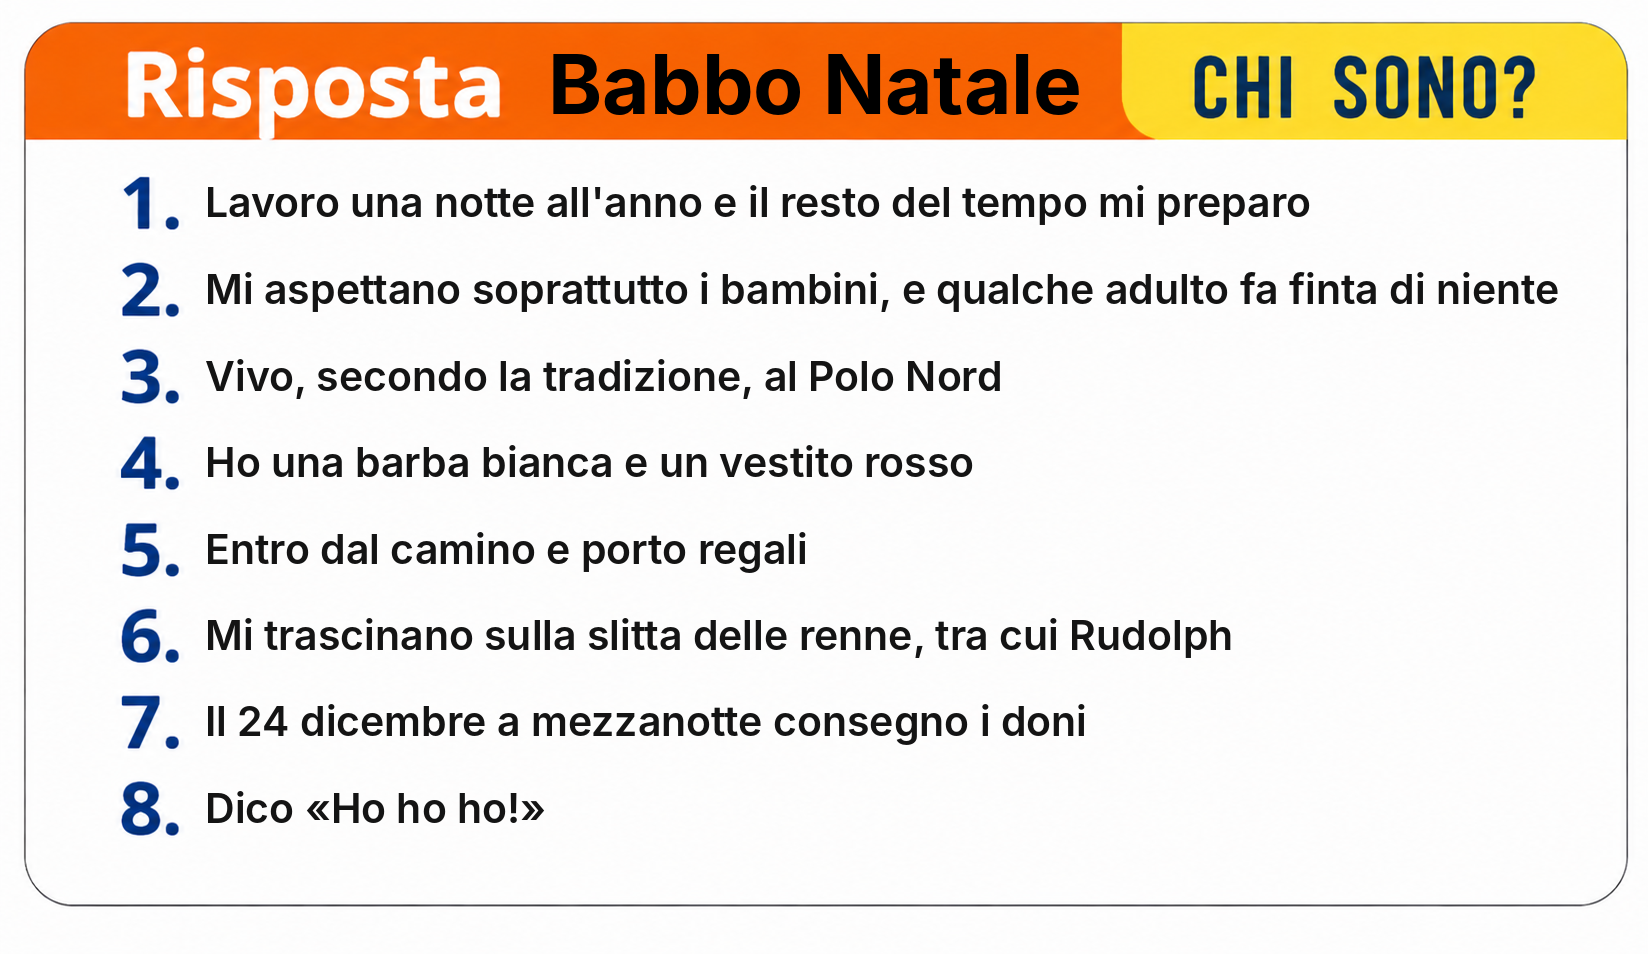 Risposta Babbo Natale CHI SONO?
1. Lavoro una notte all'anno e il resto del tempo mi preparo
2. Mi aspettano soprattutto i bambini, e qualche adulto fa finta di niente
3. Vivo, secondo la tradizione, al Polo Nord
4. Ho una barba bianca e un vestito rosso
5. Entro dal camino e porto regali
6. Mi trascinano sulla slitta delle renne, tra cui Rudolph
7. Il 24 dicembre a mezzanotte consegno i doni
8. Dico «Ho ho ho!»